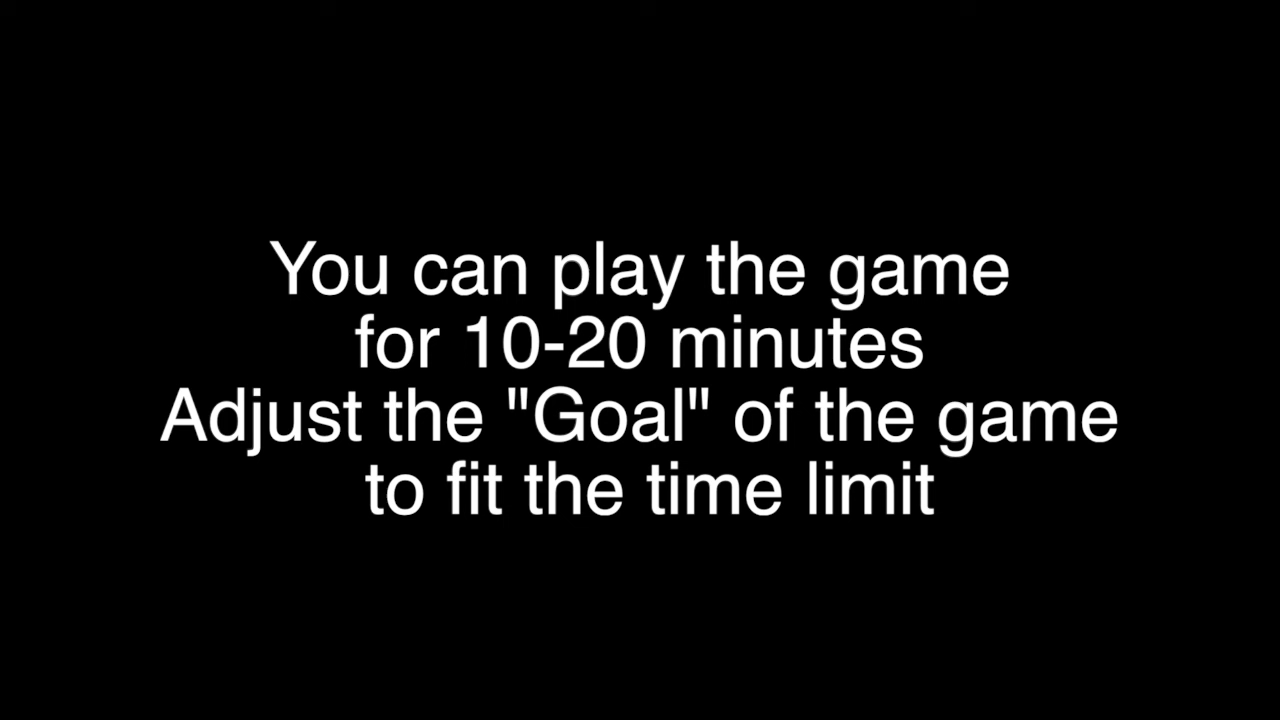 You can play the game
for 10-20 minutes
Adjust the "Goal" of the game
to fit the time limit